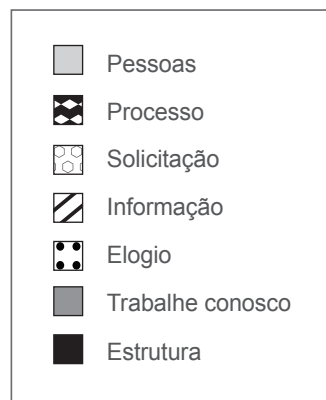 Pessoas
Processo
Solicitação
Informação
Elogio
Trabalhe conosco
Estrutura